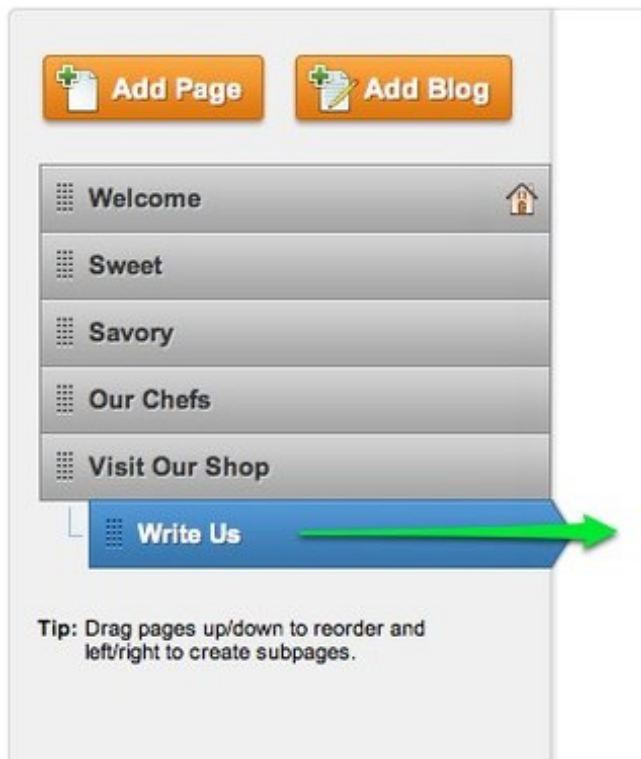 Add Page
Add Blog
Welcome
Sweet
Savory
Our Chefs
Visit Our Shop
Write Us
Tip: Drag pages up/down to reorder and
left/right to create subpages.